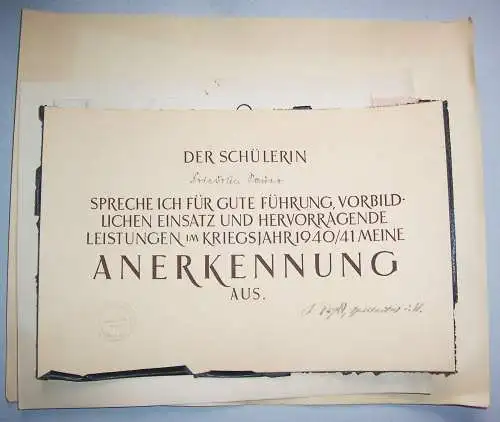 DER SCHÜLERIN
SPRECHE ICH FÜR GUTE FÜHRUNG, VORBILD-
LICHEN EINSATZ UND HERVORRAGENDE
LEISTUNGEN IM KRIEGSJAHR 1940/41 MEINE
ANERKENNUNG
AUS.